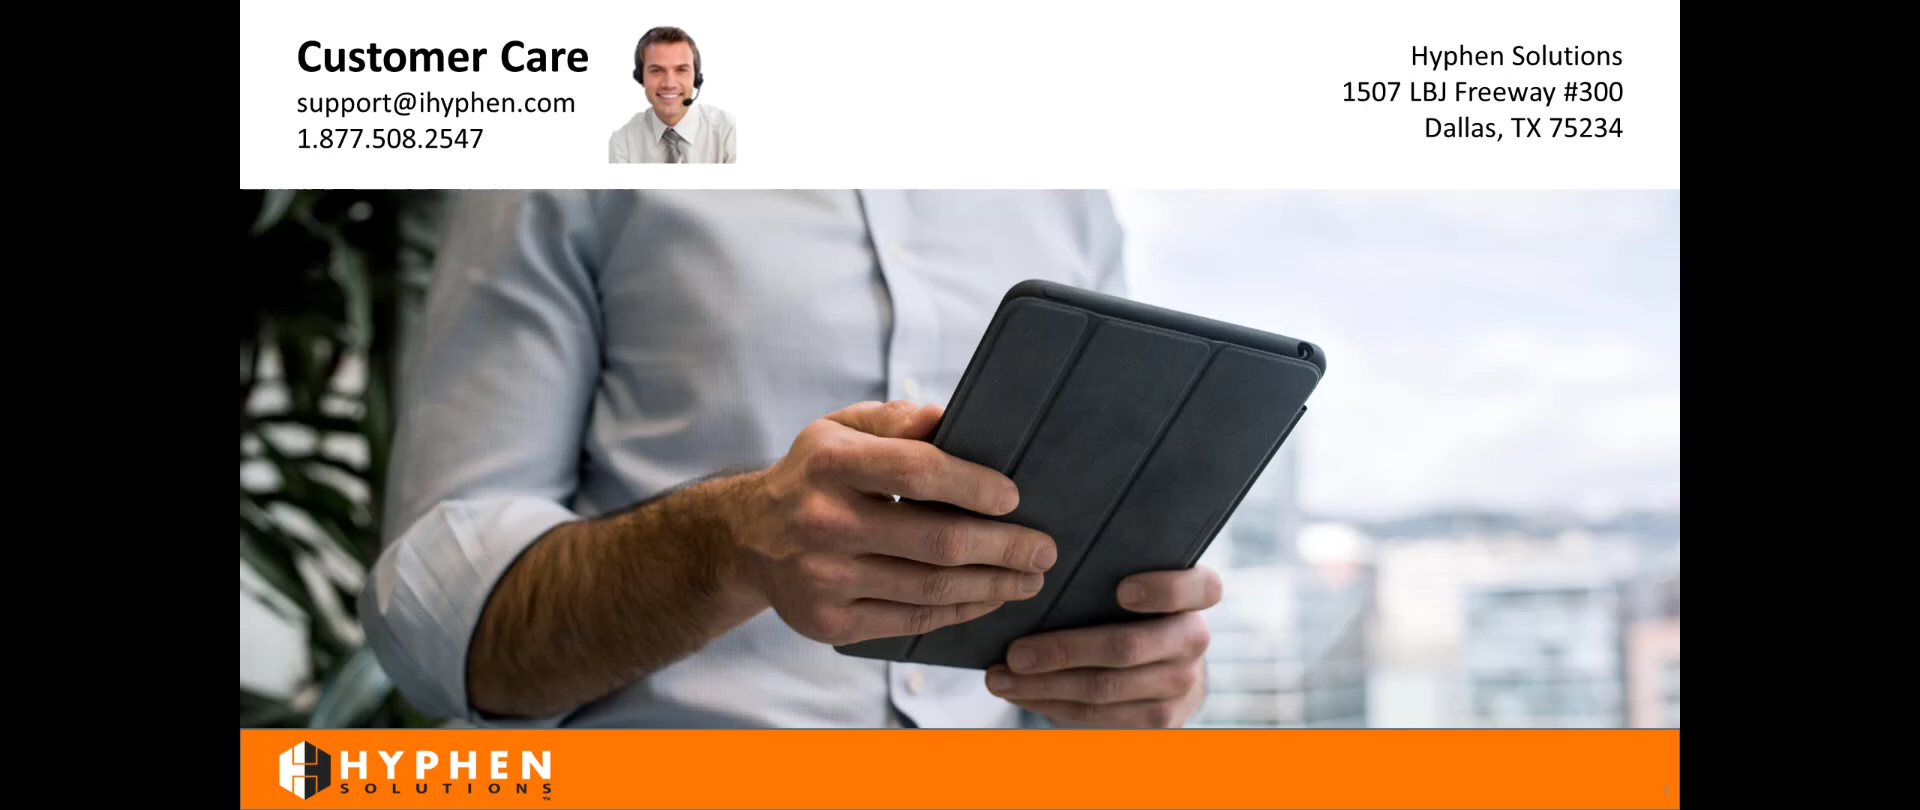 Customer Care
support@ihyphen.com
1.877.508.2547
Hyphen Solutions
1507 LBJ Freeway #300
Dallas, TX 75234
HYPHEN
SOLUTIONS™